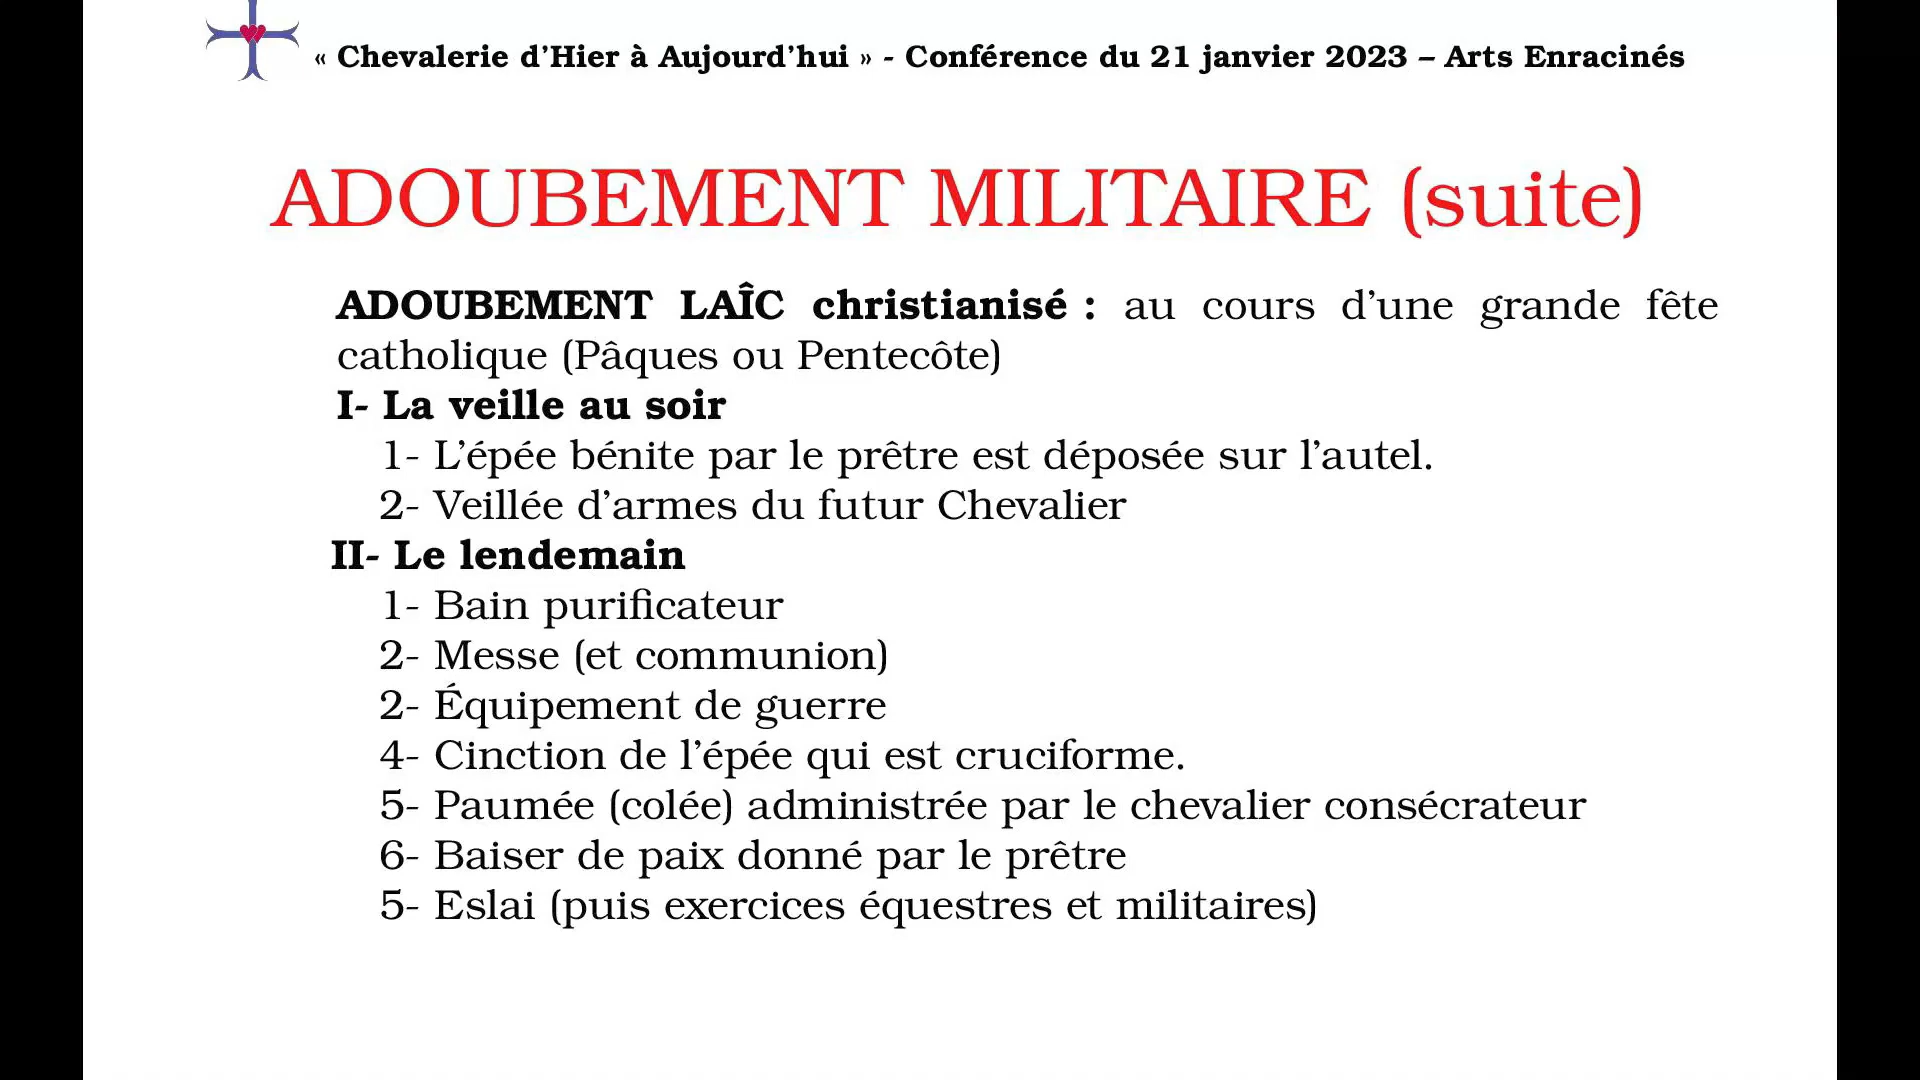 « Chevalerie d’Hier à Aujourd’hui » - Conférence du 21 janvier 2023 – Arts Enracinés
ADOUBEMENT MILITAIRE (suite)
ADOUBEMENT LAÎC christianisé : au cours d’une grande fête
catholique (Pâques ou Pentecôte)
I- La veille au soir
1- L’épée bénite par le prêtre est déposée sur l’autel.
2- Veillée d’armes du futur Chevalier
II- Le lendemain
1- Bain purificateur
2- Messe (et communion)
2- Équipement de guerre
4- Cinction de l’épée qui est cruciforme.
5- Paumée (colée) administrée par le chevalier consécrateur
6- Baiser de paix donné par le prêtre
5- Eslai (puis exercices équestres et militaires)